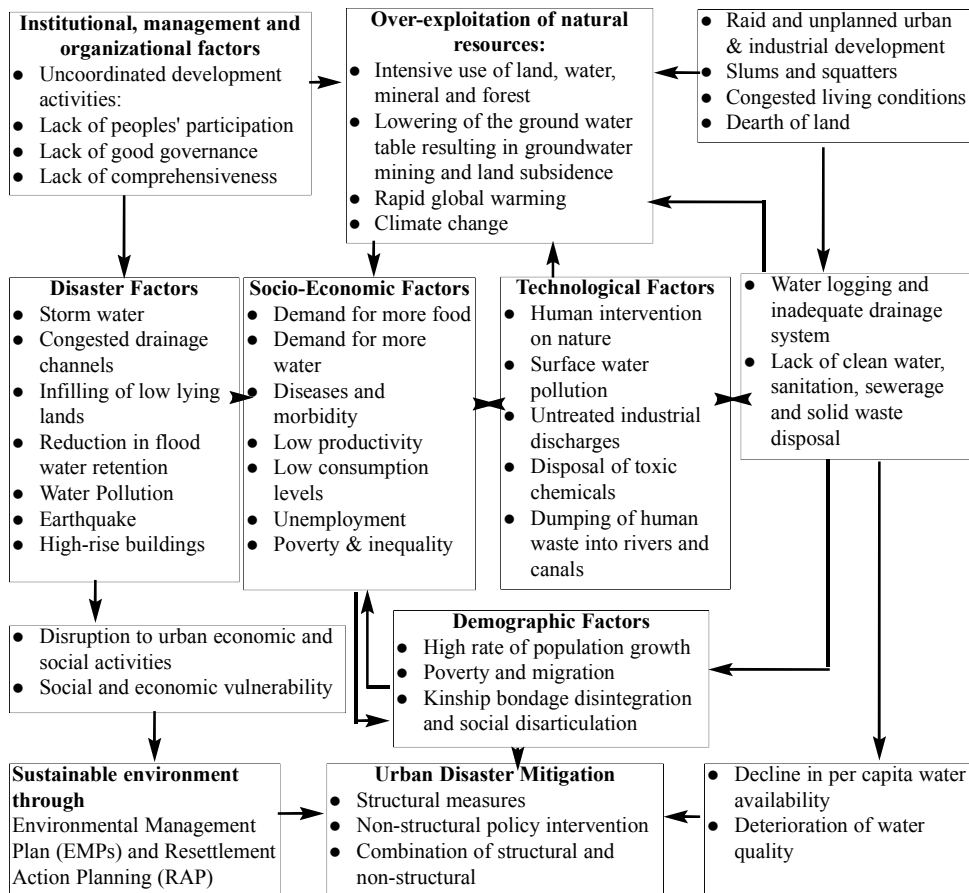 Institutional, management and
organizational factors
● Uncoordinated development
activities:
● Lack of peoples' participation
● Lack of good governance
● Lack of comprehensiveness
Over-exploitation of natural
resources:
● Intensive use of land, water,
mineral and forest
● Lowering of the ground water
table resulting in groundwater
mining and land subsidence
● Rapid global warming
● Climate change
● Raid and unplanned urban
& industrial development
● Slums and squatters
● Congested living conditions
● Dearth of land
Disaster Factors
● Storm water
● Congested drainage
channels
● Infilling of low lying
lands
● Reduction in flood
water retention
● Water Pollution
● Earthquake
● High-rise buildings
Socio-Economic Factors
● Demand for more food
● Demand for more
water
● Diseases and
morbidity
● Low productivity
● Low consumption
levels
● Unemployment
● Poverty & inequality
Technological Factors
● Human intervention
on nature
● Surface water
pollution
● Untreated industrial
discharges
● Disposal of toxic
chemicals
● Dumping of human
waste into rivers and
canals
● Water logging and
inadequate drainage
system
● Lack of clean water,
sanitation, sewerage
and solid waste
disposal
● Disruption to urban economic and
social activities
● Social and economic vulnerability
Demographic Factors
● High rate of population growth
● Poverty and migration
● Kinship bondage disintegration
and social disarticulation
Sustainable environment
through
Environmental Management
Plan (EMPs) and Resettlement
Action Planning (RAP)
Urban Disaster Mitigation
● Structural measures
● Non-structural policy intervention
● Combination of structural and
non-structural
● Decline in per capita water
availability
● Deterioration of water
quality